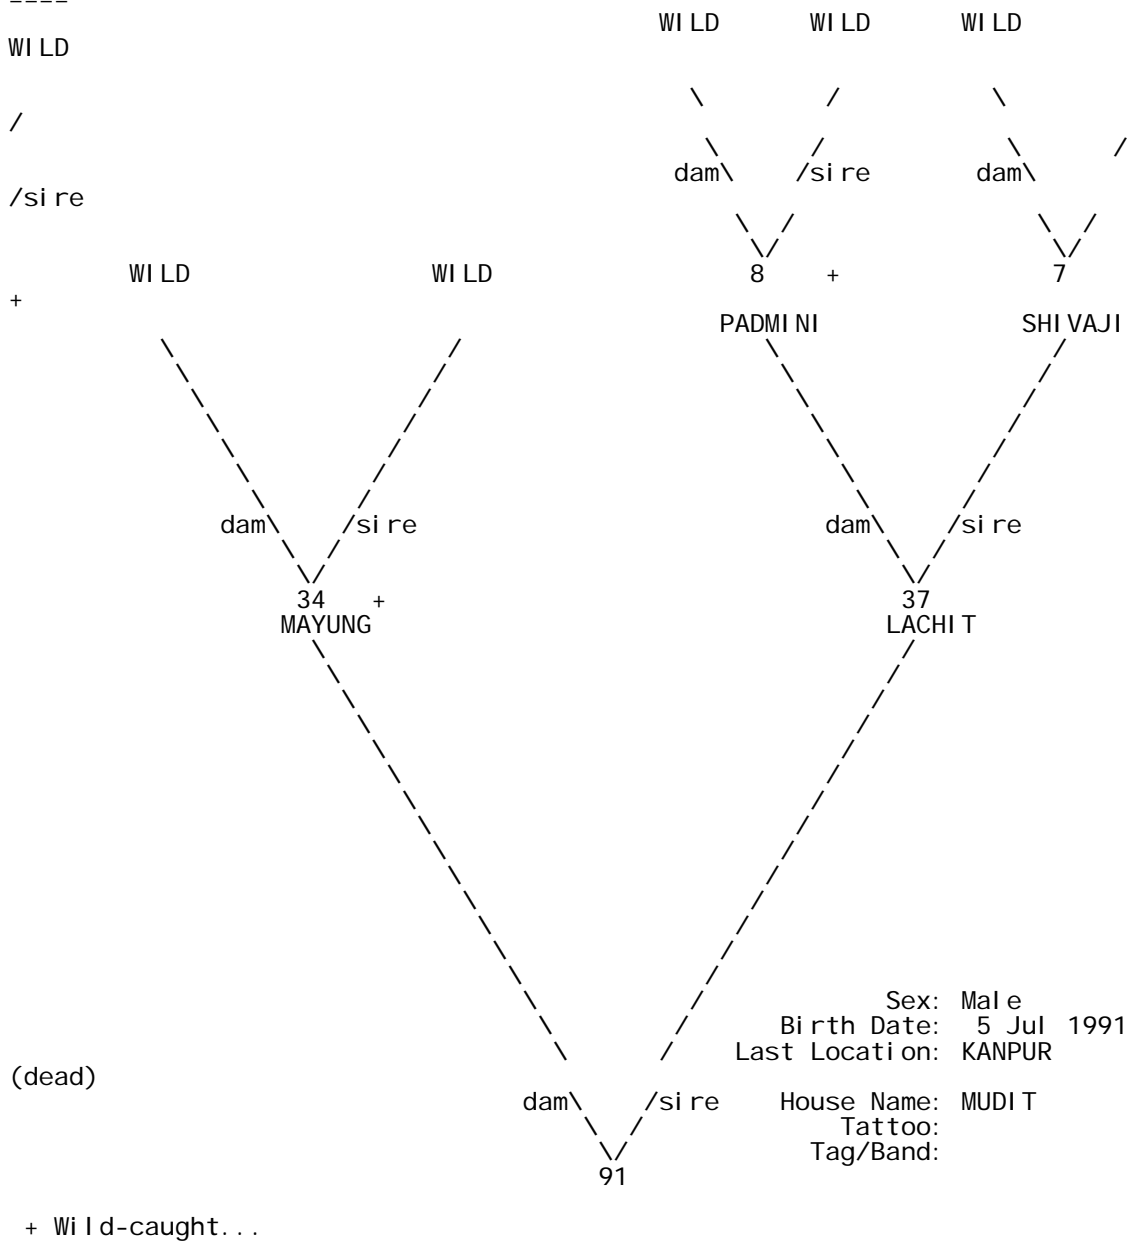 ----
WILD WILD WILD
WILD
\ / \
/
\ / \ /
dam\ /sire dam\
/sire
\ / \ /
\/ \/
WILD WILD 8 + 7
+
PADMINI SHIVAJI
\ / \ /
\ / \ /
\ / \ /
\ / \ /
\ / \ /
\ / \ /
\ / \ /
dam\ /sire dam\ /sire
\ / \ /
\/ \/
34 + 37
MAYUNG LACHIT
\ /
\ /
\ /
\ /
\ /
\ /
\ /
\ /
\ /
\ /
\ /
\ /
\ /
\ /
\ / Sex: Male
\ / Birth Date: 5 Jul 1991
\ / Last Location: KANPUR
(dead)
dam\ /sire House Name: MUDIT
\ / Tattoo:
\/ Tag/Band:
91
+ Wild-caught...